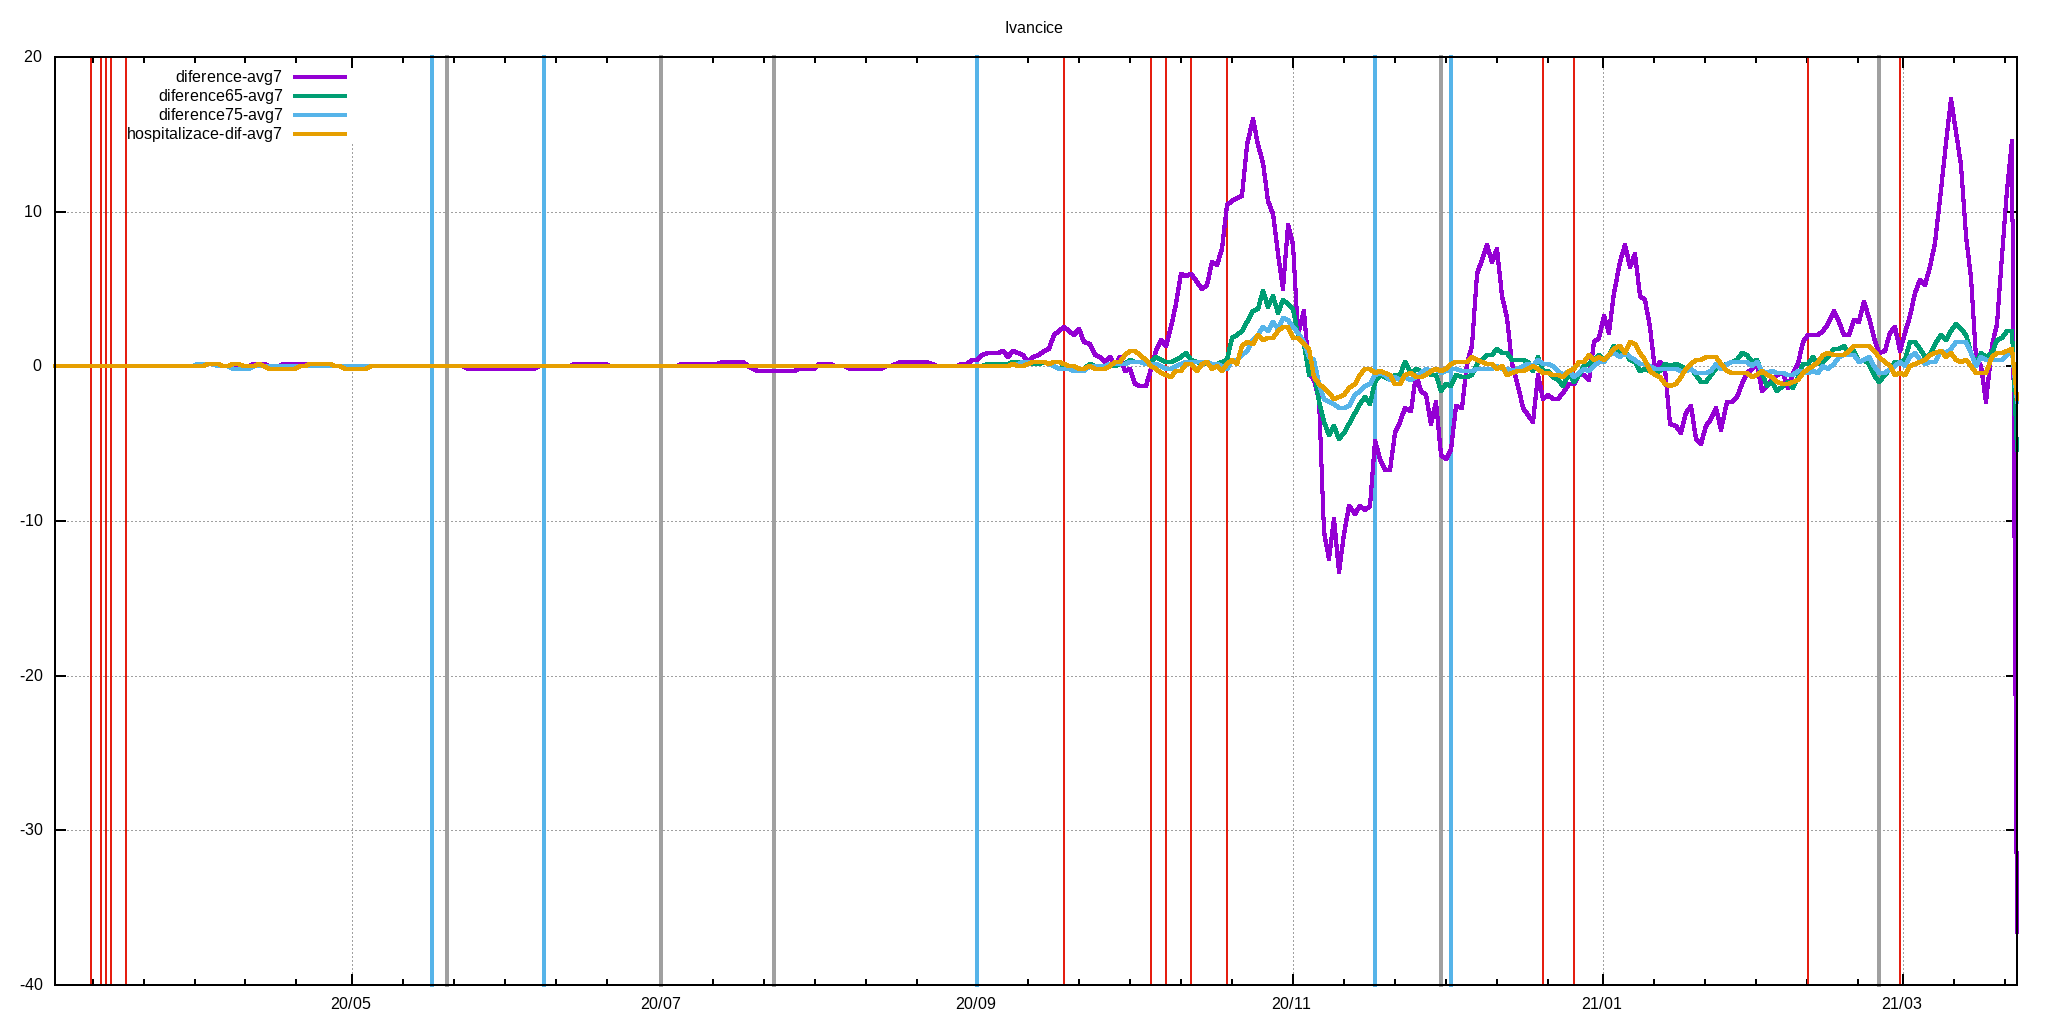 Ivancice
20
10
0
-10
-20
-30
-40
diference-avg7
diference65-avg7
diference75-avg7
hospitalizace-dif-avg7
20/05 20/07 20/09 20/11 21/01 21/03